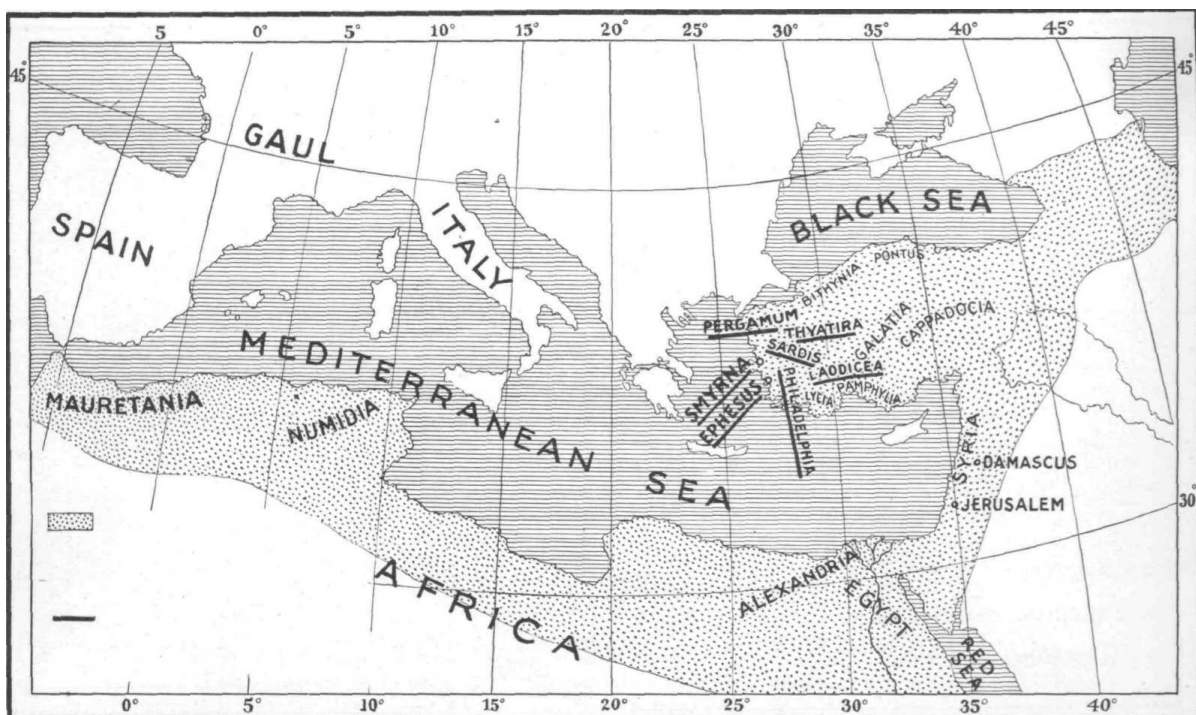 5 0° 5° 10° 15° 20° 25° 30° 35° 40° 45°
45°
45°
GAUL
SPAIN
ITALY
BLACK SEA
PONTUS
BITHYNIA
PERGAMUM
THYATIRA
GALATIA
CAPPADOCIA
SARDIS
LAODICEA
SMYRNA
EPHESUS
PHILADELPHIA
LYCIA
PAMPHYLIA
MEDITERRANEAN SEA
MAURETANIA
NUMIDIA
SYRIA
DAMASCUS
JERUSALEM
30°
AFRICA
ALEXANDRIA
EGYPT
RED
SEA
0° 5° 10° 15° 20° 25° 30° 35° 40°